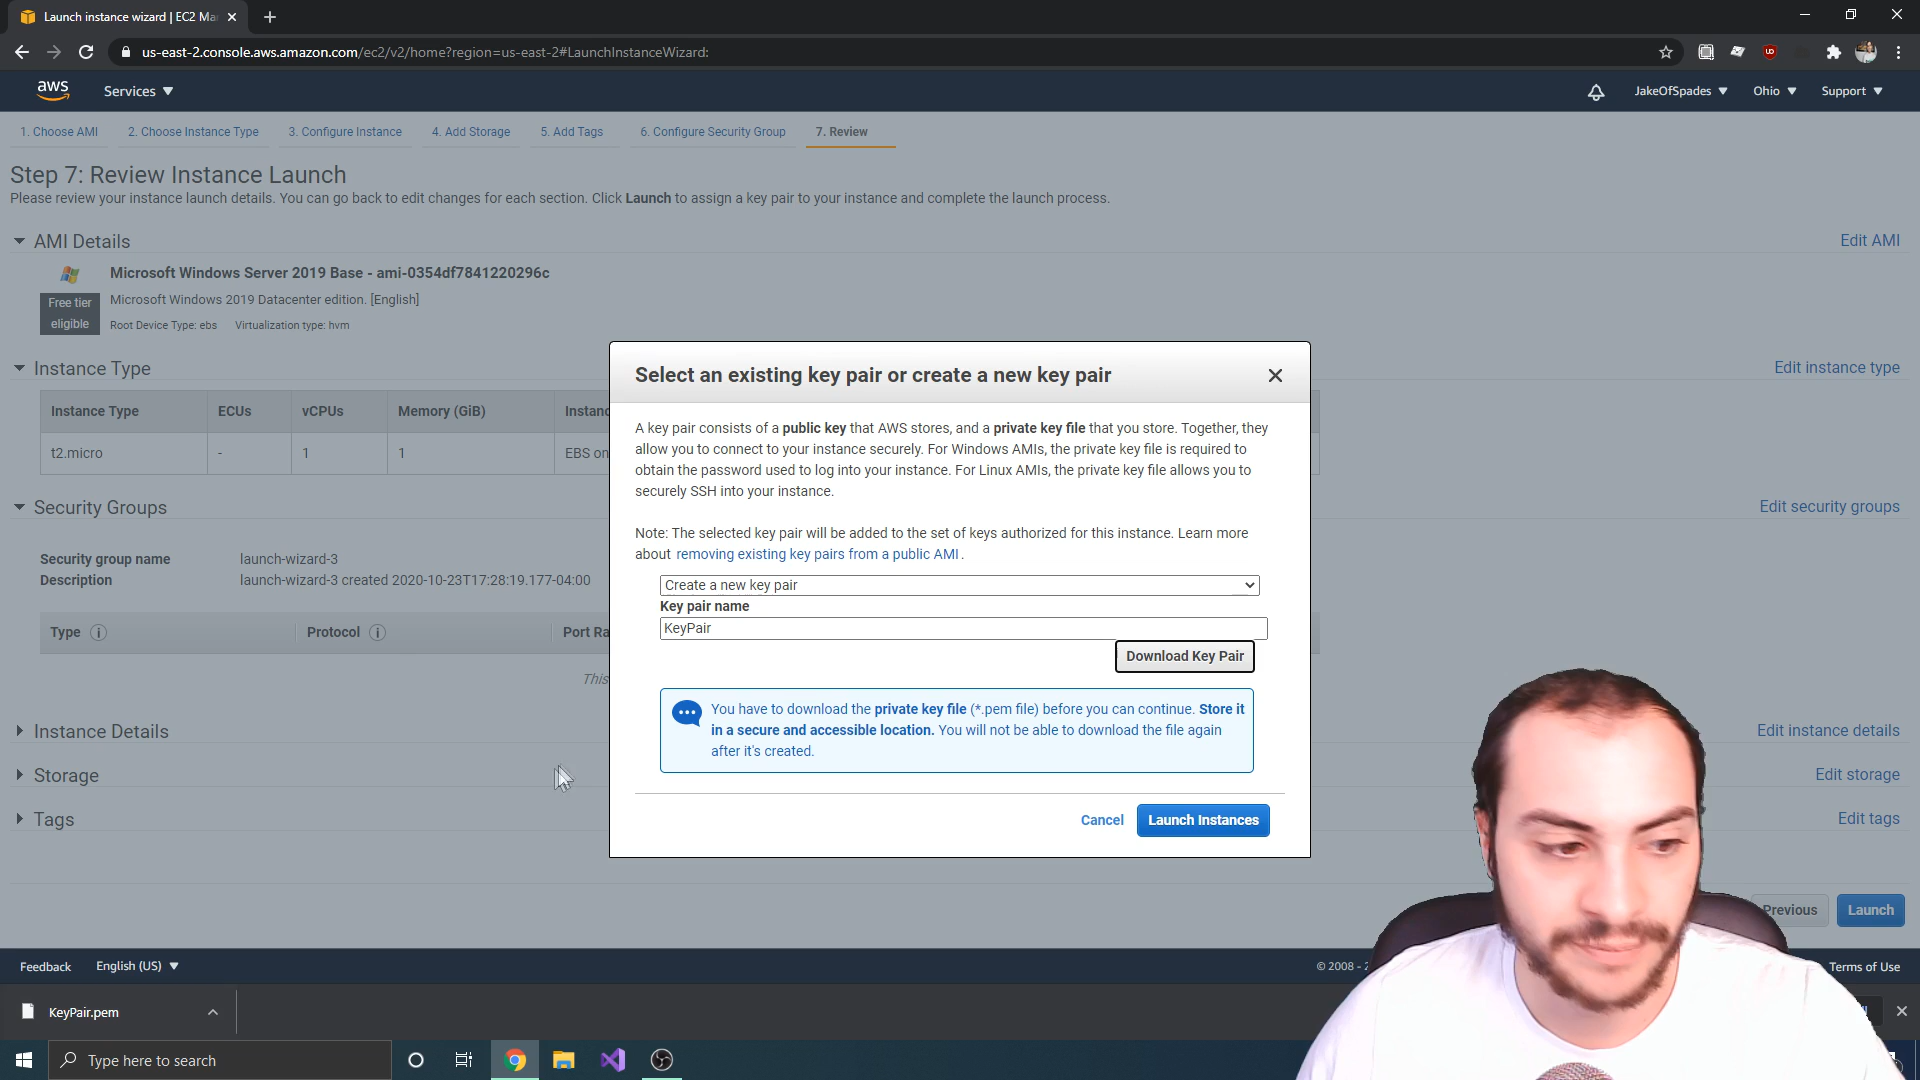 Launch instance wizard | EC2 Ma
us-east-2.console.aws.amazon.com/ec2/v2/home?region=us-east-2#LaunchInstanceWizard:
aws Services JakeOfSpades Ohio Support
1. Choose AMI 2. Choose Instance Type 3. Configure Instance 4. Add Storage 5. Add Tags 6. Configure Security Group 7. Review
Step 7: Review Instance Launch
Please review your instance launch details. You can go back to edit changes for each section. Click Launch to assign a key pair to your instance and complete the launch process.
AMI Details Edit AMI
Microsoft Windows Server 2019 Base - ami-0354df7841220296c
Free tier eligible
Microsoft Windows 2019 Datacenter edition. [English]
Root Device Type: ebs Virtualization type: hvm
Instance Type Edit instance type
Instance Type ECUs vCPUs Memory (GiB) Instanc
t2.micro - 1 1 EBS on
Security Groups Edit security groups
Security group name launch-wizard-3
Description launch-wizard-3 created 2020-10-23T17:28:19.177-04:00
Type Protocol Port Ra
This
Instance Details Edit instance details
Storage Edit storage
Tags Edit tags
Select an existing key pair or create a new key pair
A key pair consists of a public key that AWS stores, and a private key file that you store. Together, they
allow you to connect to your instance securely. For Windows AMIs, the private key file is required to
obtain the password used to log into your instance. For Linux AMIs, the private key file allows you to
securely SSH into your instance.
Note: The selected key pair will be added to the set of keys authorized for this instance. Learn more
about removing existing key pairs from a public AMI .
Create a new key pair
Key pair name
KeyPair
Download Key Pair
You have to download the private key file (*.pem file) before you can continue. Store it
in a secure and accessible location. You will not be able to download the file again
after it's created.
Cancel Launch Instances
Previous Launch
Feedback English (US) © 2008 - Terms of Use
KeyPair.pem
Type here to search